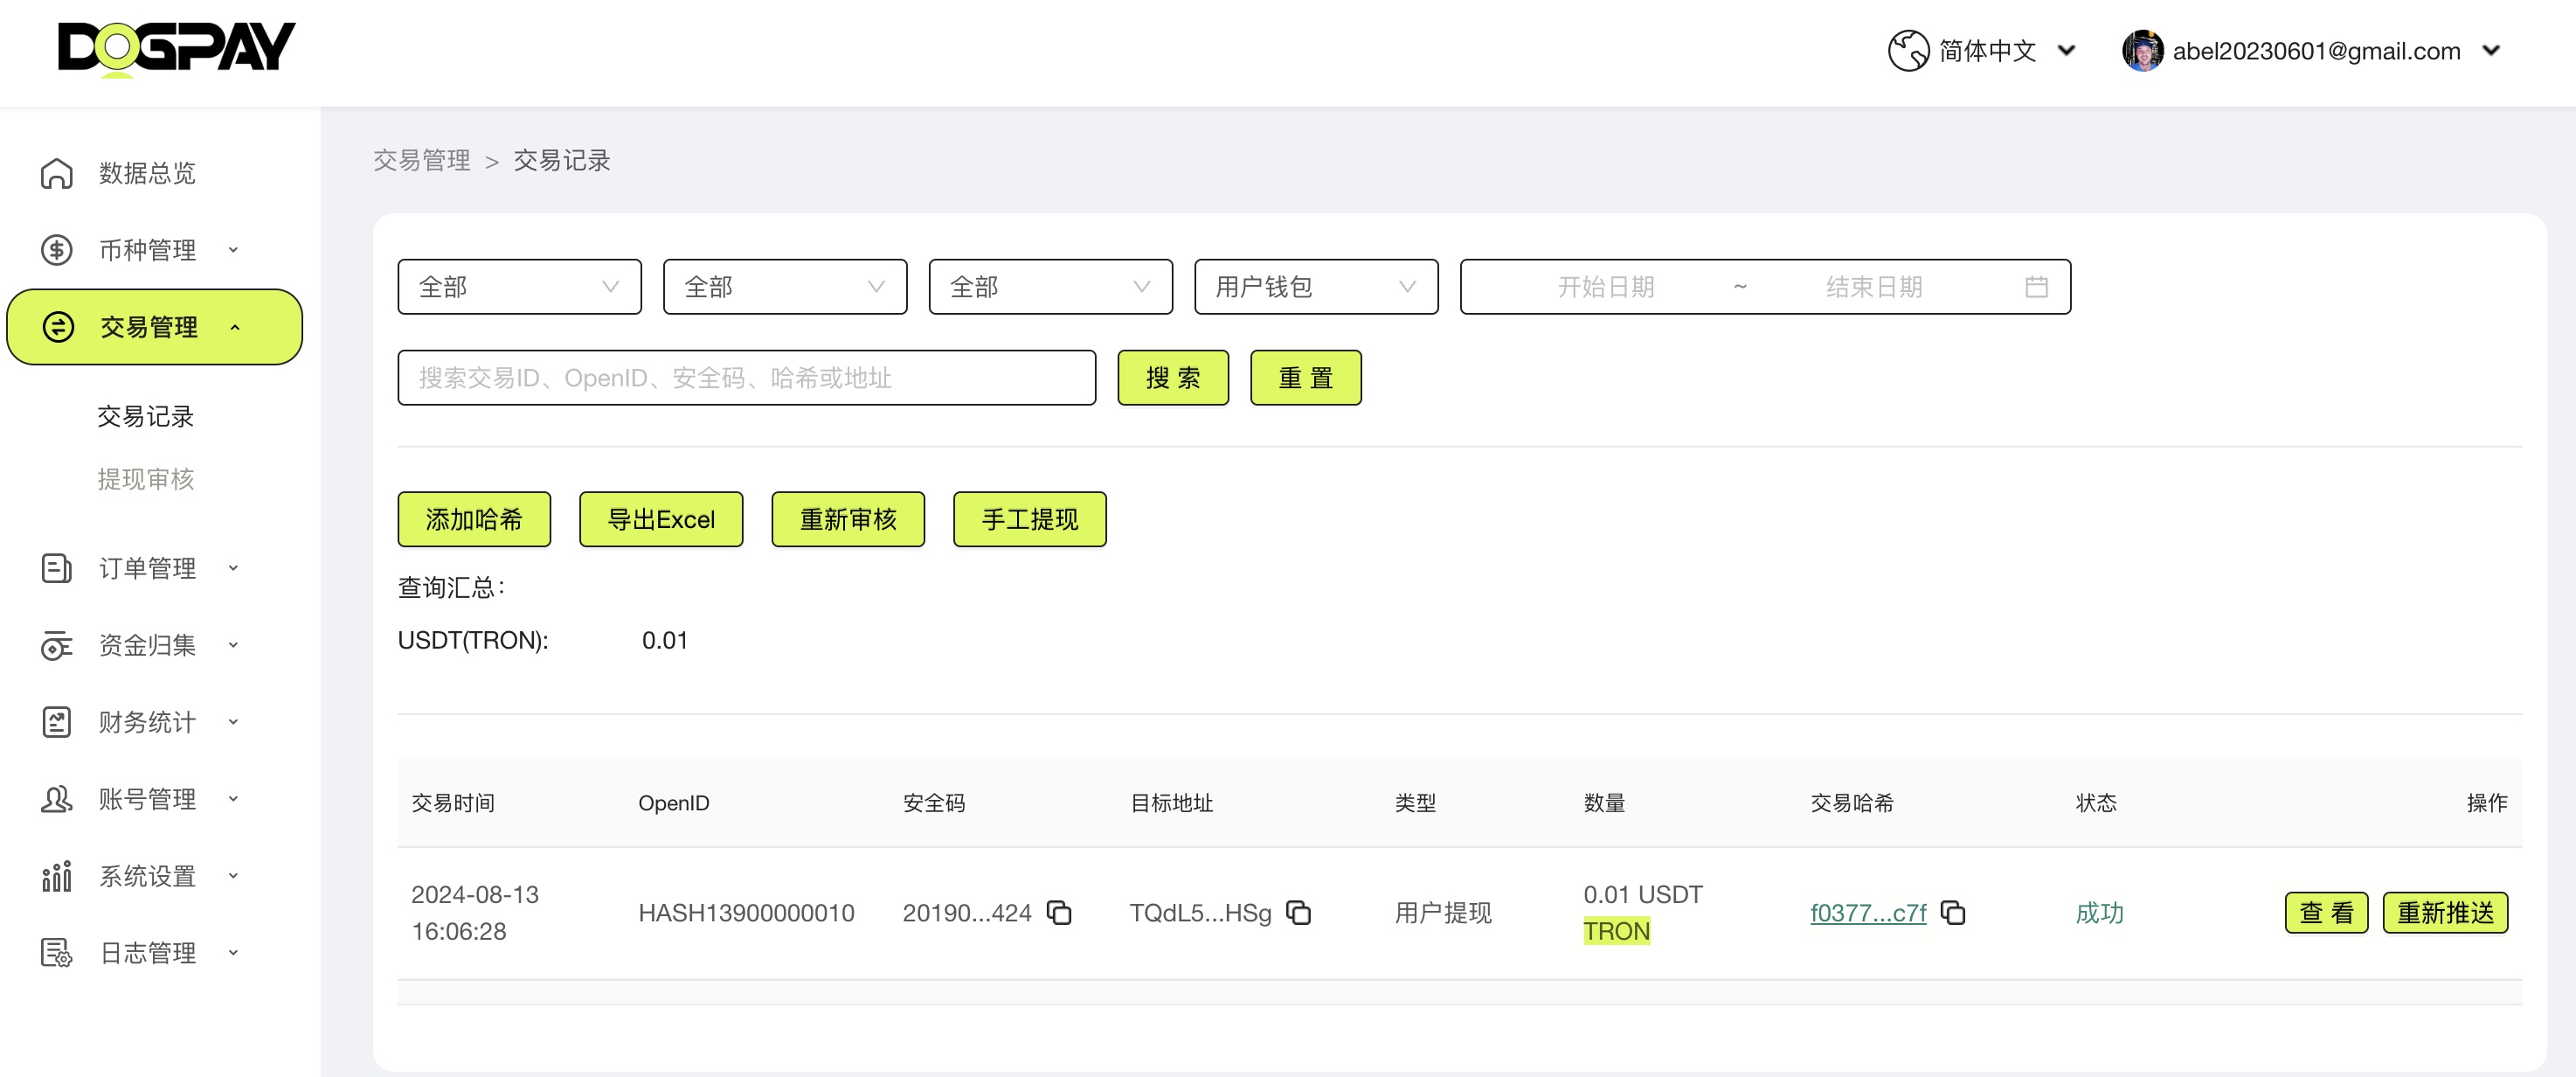 DOGPAY
简体中文
abel20230601@gmail.com
数据总览
币种管理
交易管理
交易记录
提现审核
订单管理
资金归集
财务统计
账号管理
系统设置
日志管理
交易管理 > 交易记录
全部 全部 全部 用户钱包 开始日期 ~ 结束日期
搜索交易ID、OpenID、安全码、哈希或地址 搜 索 重 置
添加哈希 导出Excel 重新审核 手工提现
查询汇总：
USDT(TRON): 0.01
交易时间 OpenID 安全码 目标地址 类型 数量 交易哈希 状态 操作
2024-08-13
16:06:28
HASH13900000010 20190...424 TQdL5...HSg 用户提现
0.01 USDT
TRON
f0377...c7f 成功 查 看 重新推送